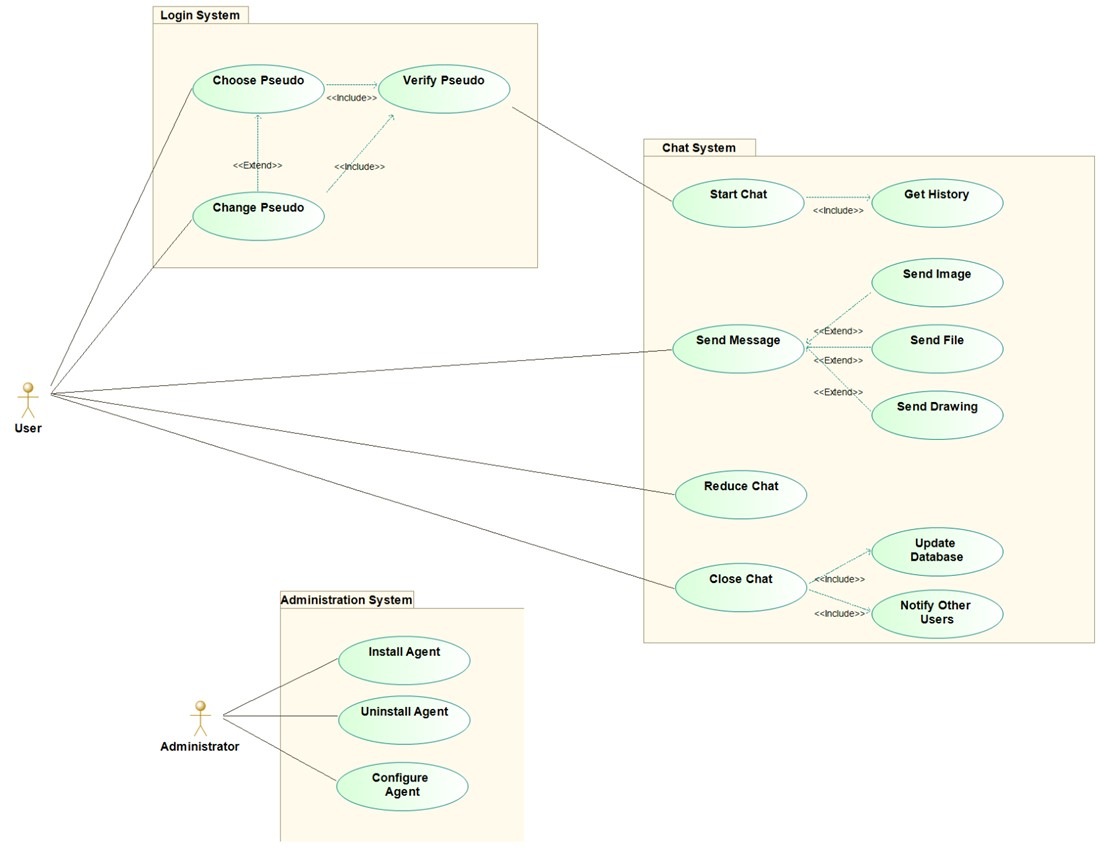 Login System
Choose Pseudo
Verify Pseudo
<<Include>>
<<Extend>>
<<Include>>
Change Pseudo
Chat System
Start Chat
Get History
<<Include>>
Send Image
<<Extend>>
Send Message
Send File
<<Extend>>
<<Extend>>
Send Drawing
User
Reduce Chat
Update
Database
Close Chat
<<Include>>
Notify Other
Users
<<Include>>
Administration System
Install Agent
Uninstall Agent
Administrator
Configure
Agent